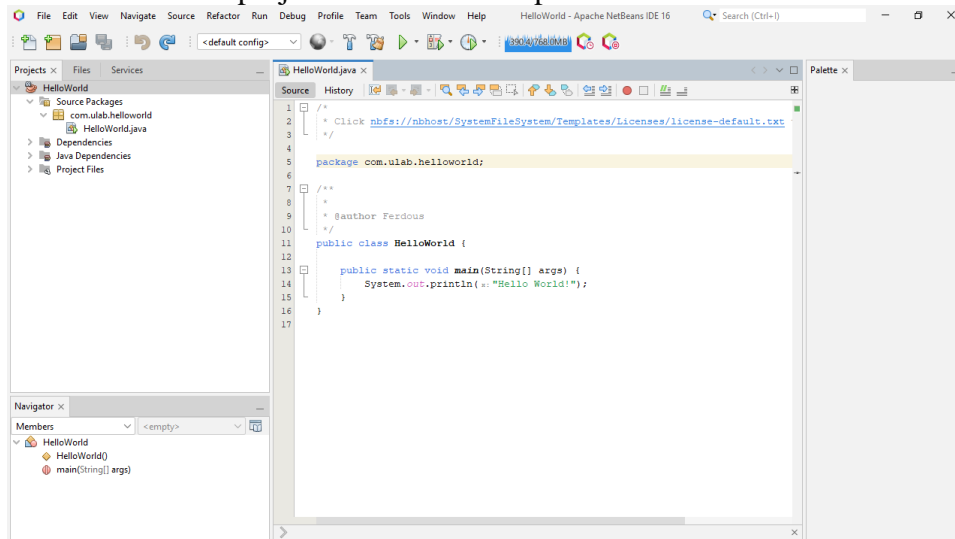 File Edit View Navigate Source Refactor Run Debug Profile Team Tools Window Help HelloWorld - Apache NetBeans IDE 16 Search (Ctrl+I)
<default config> 390.4/768.0MB
Projects Files Services
HelloWorld
Source Packages
com.ulab.helloworld
HelloWorld.java
Dependencies
Java Dependencies
Project Files
HelloWorld.java
Source History
1 /*
2 * Click nbfs://nbhost/SystemFileSystem/Templates/Licenses/license-default.txt
3 */
4
5 package com.ulab.helloworld;
6
7 /**
8 *
9 * @author Ferdous
10 */
11 public class HelloWorld {
12
13 public static void main(String[] args) {
14 System.out.println(x: "Hello World!");
15 }
16 }
17
Palette
Navigator
Members <empty>
HelloWorld
HelloWorld()
main(String[] args)